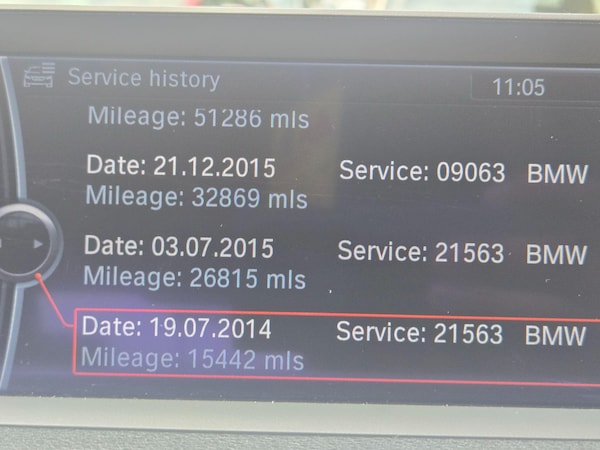 Service history 11:05
Mileage: 51286 mls
Date: 21.12.2015 Service: 09063 BMW
Mileage: 32869 mls
Date: 03.07.2015 Service: 21563 BMW
Mileage: 26815 mls
Date: 19.07.2014 Service: 21563 BMW
Mileage: 15442 mls